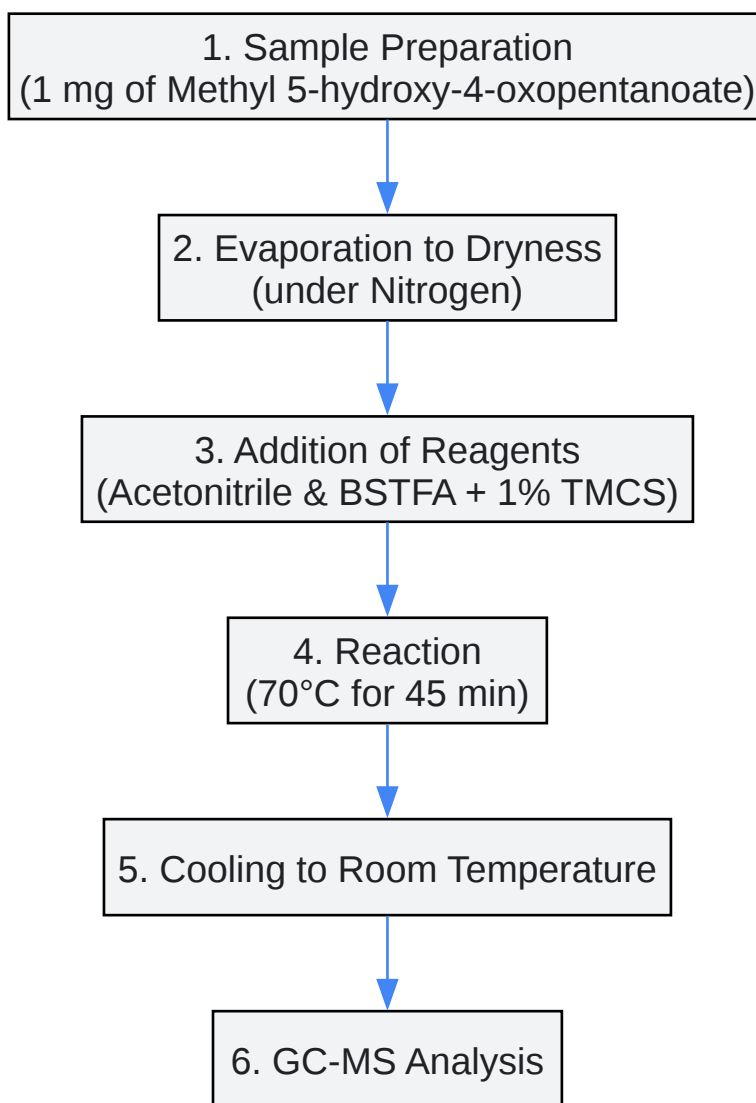 1. Sample Preparation
(1 mg of Methyl 5-hydroxy-4-oxopentanoate)
2. Evaporation to Dryness
(under Nitrogen)
3. Addition of Reagents
(Acetonitrile & BSTFA + 1% TMCS)
4. Reaction
(70°C for 45 min)
5. Cooling to Room Temperature
6. GC-MS Analysis